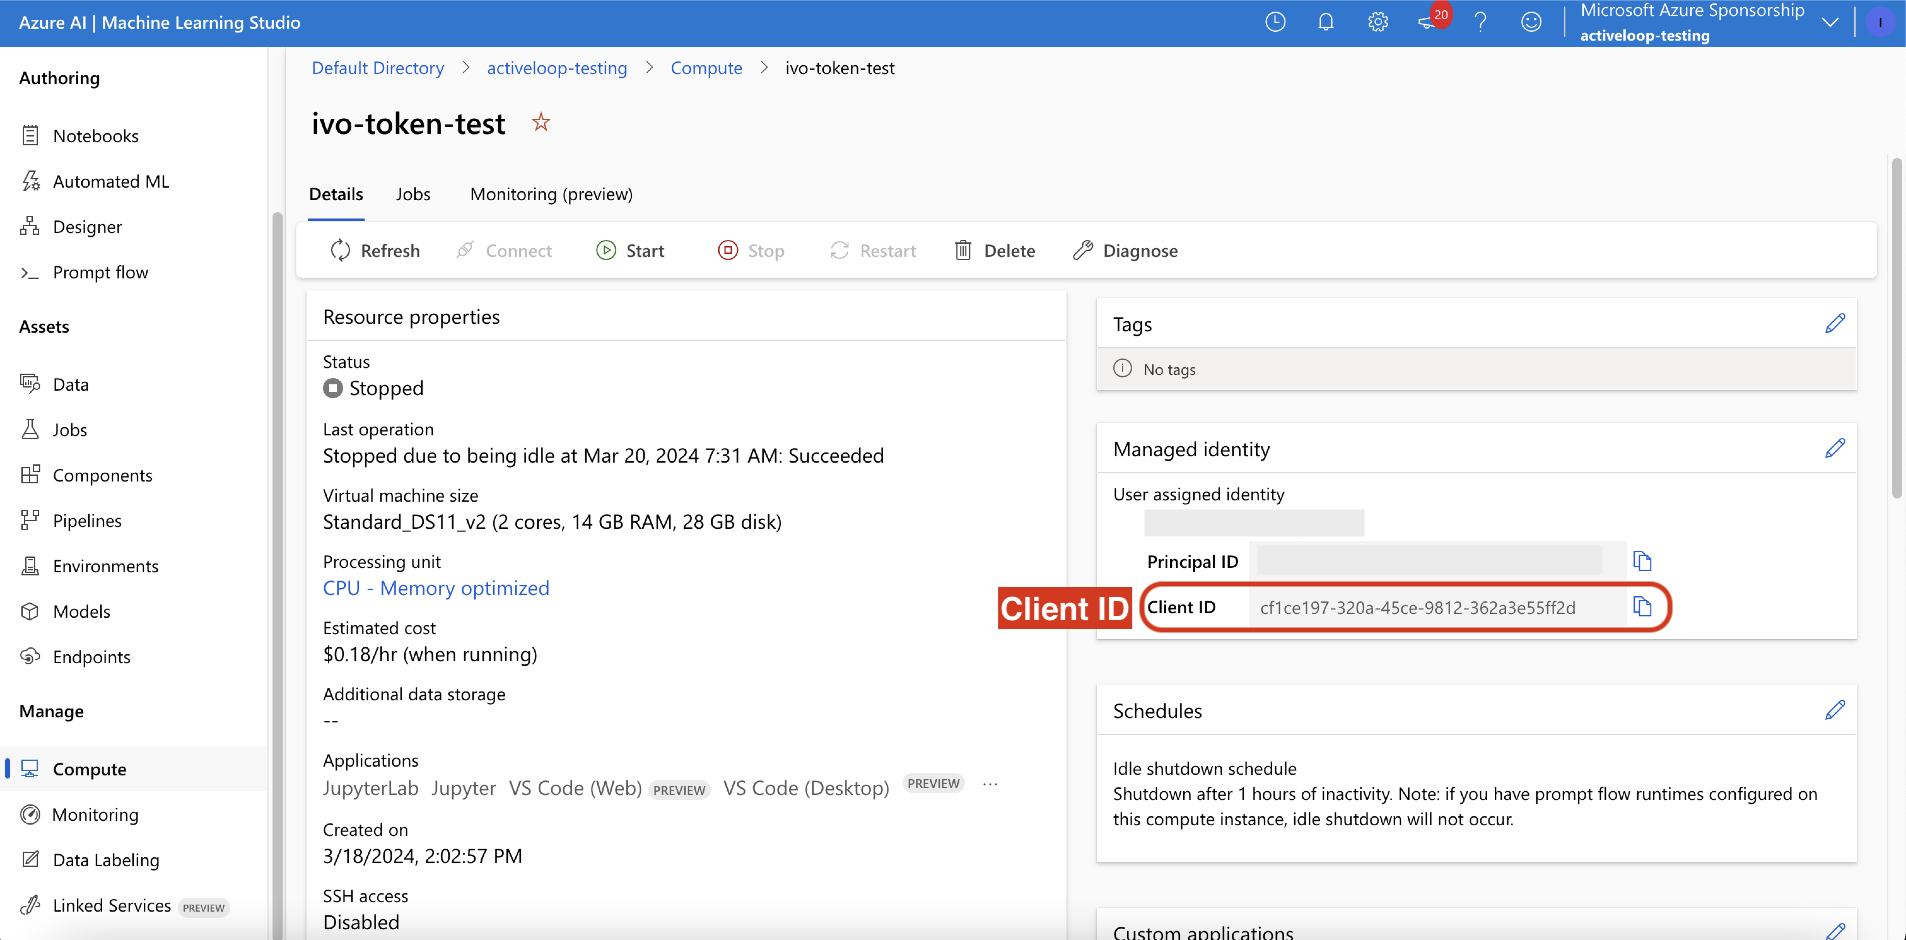 Azure AI | Machine Learning Studio
20
Microsoft Azure Sponsorship
activeloop-testing
I
Authoring
Notebooks
Automated ML
Designer
Prompt flow
Assets
Data
Jobs
Components
Pipelines
Environments
Models
Endpoints
Manage
Compute
Monitoring
Data Labeling
Linked Services PREVIEW
Default Directory > activeloop-testing > Compute > ivo-token-test
ivo-token-test
Details Jobs Monitoring (preview)
Refresh Connect Start Stop Restart Delete Diagnose
Resource properties
Status
Stopped
Last operation
Stopped due to being idle at Mar 20, 2024 7:31 AM: Succeeded
Virtual machine size
Standard_DS11_v2 (2 cores, 14 GB RAM, 28 GB disk)
Processing unit
CPU - Memory optimized
Estimated cost
$0.18/hr (when running)
Additional data storage
--
Applications
JupyterLab Jupyter VS Code (Web) PREVIEW VS Code (Desktop) PREVIEW ...
Created on
3/18/2024, 2:02:57 PM
SSH access
Disabled
Tags
No tags
Managed identity
User assigned identity
Principal ID
Client ID
Client ID cf1ce197-320a-45ce-9812-362a3e55ff2d
Schedules
Idle shutdown schedule
Shutdown after 1 hours of inactivity. Note: if you have prompt flow runtimes configured on
this compute instance, idle shutdown will not occur.
Custom applications